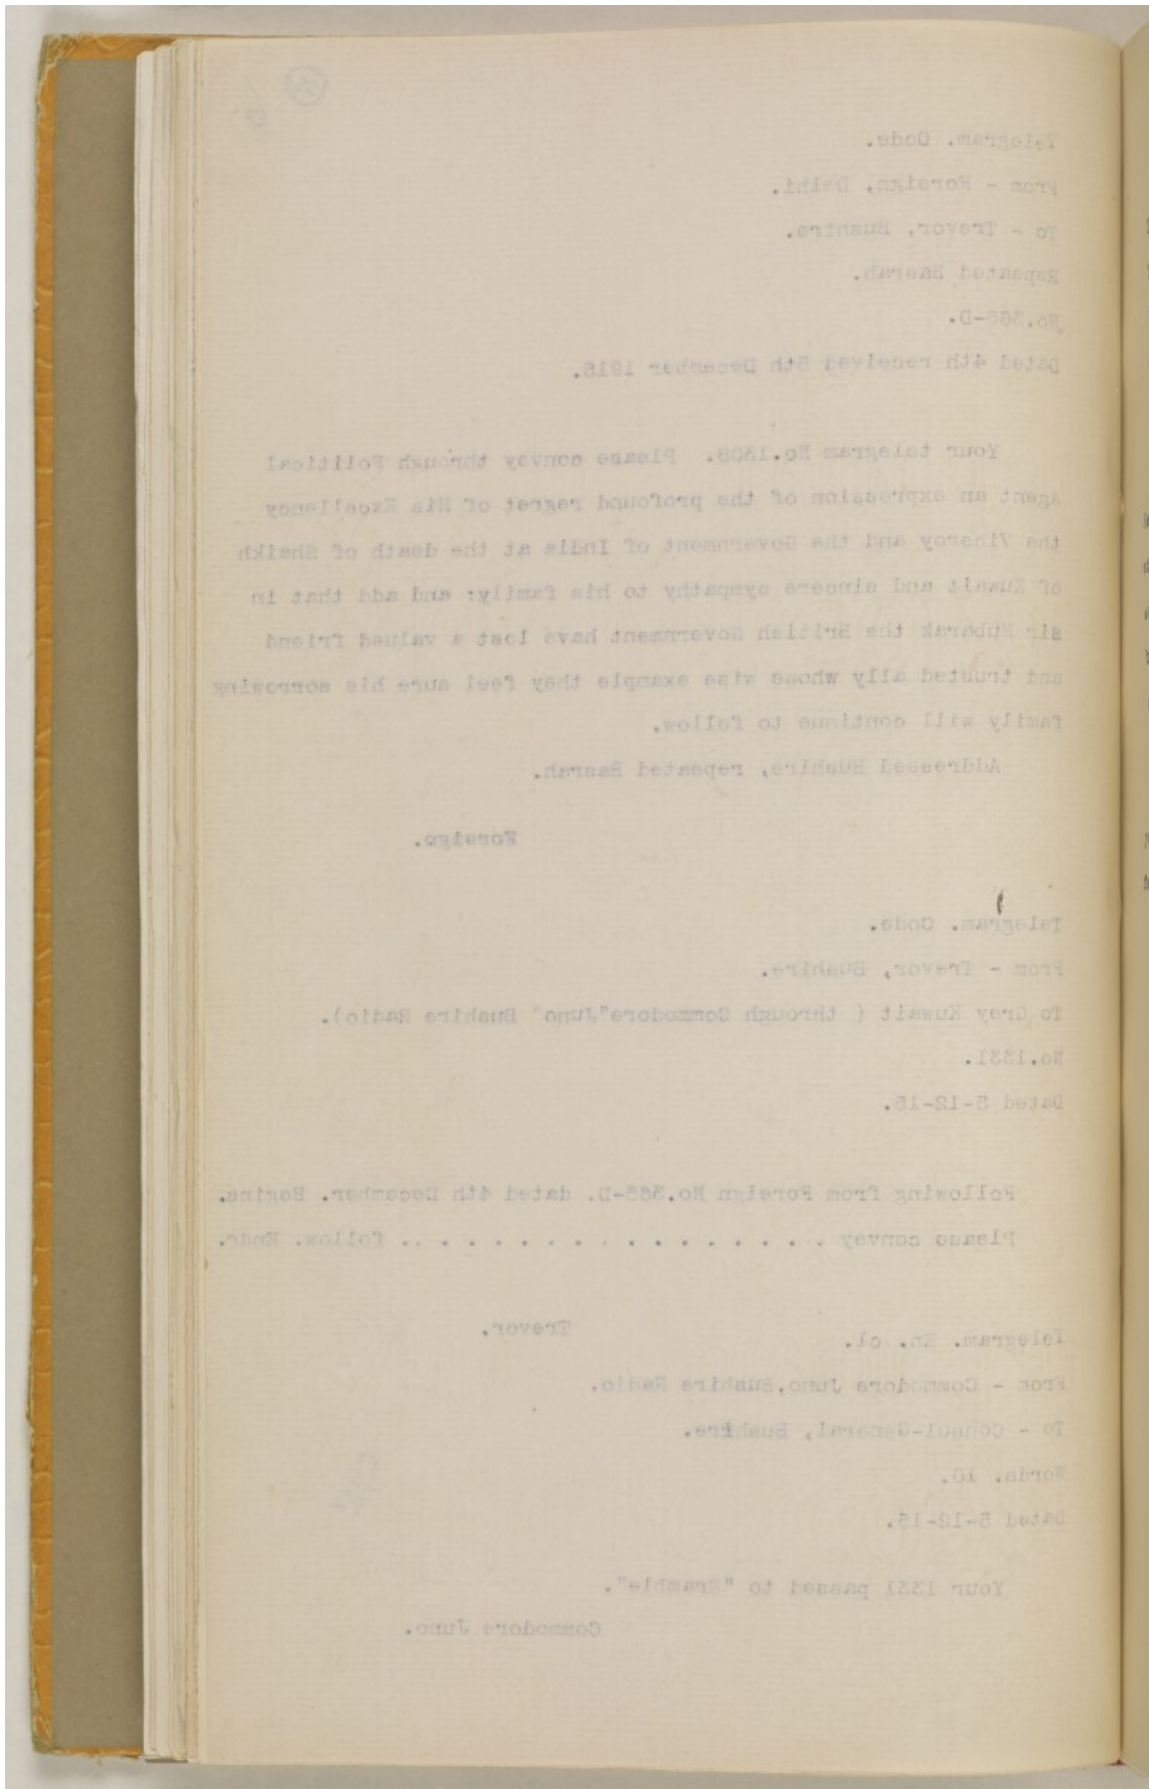 Telegram. Code.
From - Foreign, Delhi.
To - Trevor, Bushire.
Repeated Basrah.
No.365-D.
Dated 4th received 5th December 1915.
Your telegram No.1308. Please convey through Political
Agent an expression of the profound regret of His Excellency
the Viceroy and the Government of India at the death of Shaikh
of Kuwait and sincere sympathy to his family; and add that in
sir Mubarak the British Government have lost a valued friend
and trusted ally whose wise example they feel sure his sorrowing
family will continue to follow.
Addressed Bushire, repeated Basrah.
Foreign.
Telegram. Code.
From - Trevor, Bushire.
To Grey Kuwait ( through Commodore "Juno" Bushire Radio).
No.1331.
Dated 5-12-15.
Following from Foreign No.365-D. dated 4th December. Begins.
Please convey . . . . . . . . . . . . . . . . .. follow. Ends.
Trevor.
Telegram. En. cl.
From - Commodore Juno, Bushire Radio.
To - Consul-General, Bushire.
Words. 10.
Dated 5-12-15.
Your 1331 passed to "Bramble".
Commodore Juno.